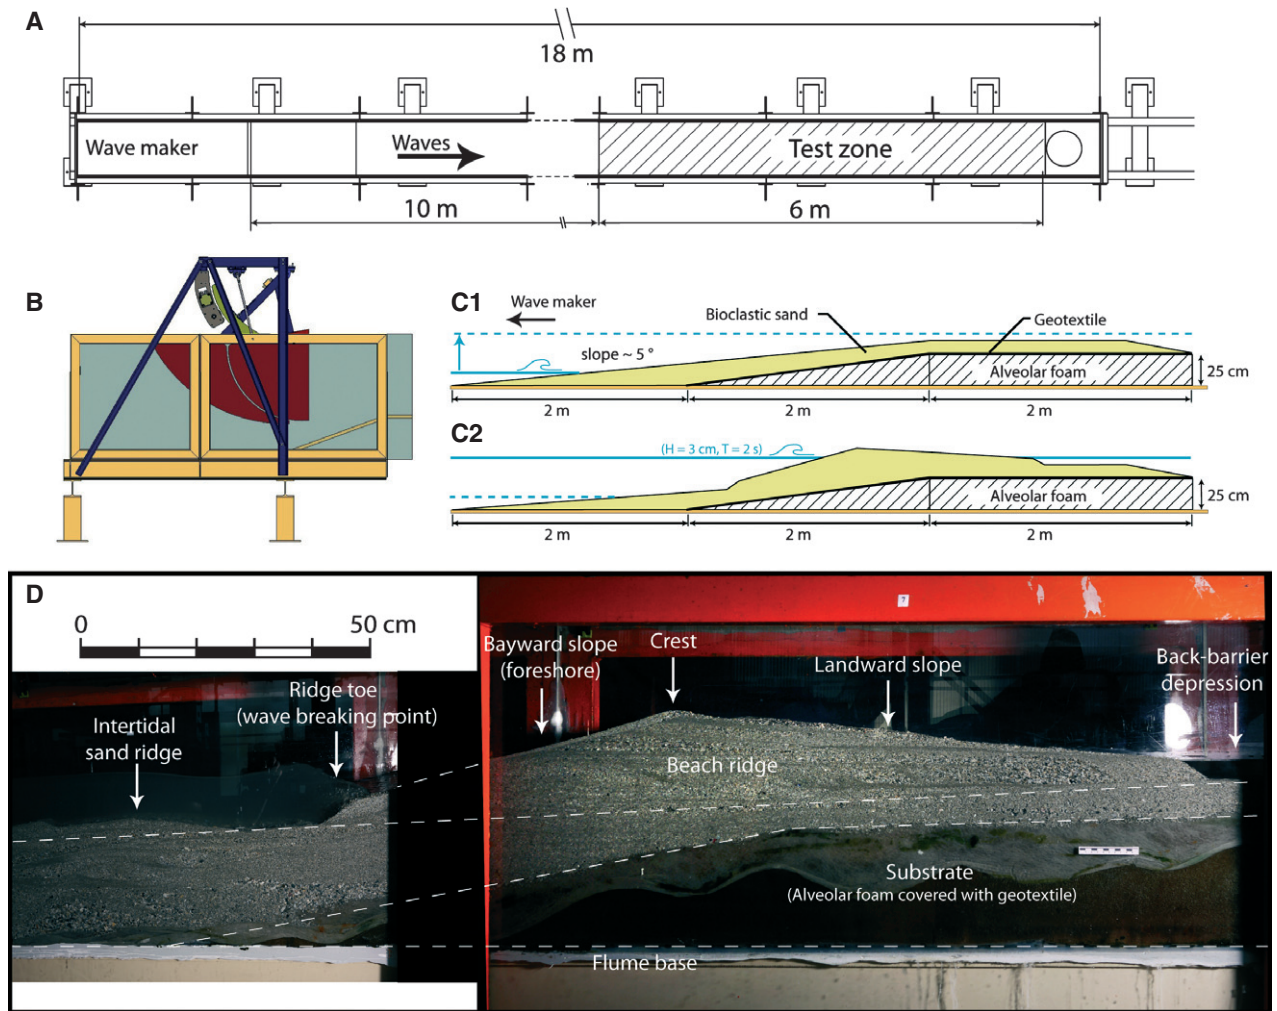 A
18 m
Wave maker
Waves
Test zone
10 m
6 m
B
C1
Wave maker
Bioclastic sand
Geotextile
slope ~ 5 °
Alveolar foam
25 cm
2 m
2 m
2 m
C2
(H = 3 cm, T = 2 s)
Alveolar foam
25 cm
2 m
2 m
2 m
D
0
50 cm
Intertidal
sand ridge
Ridge toe
(wave breaking point)
Bayward slope
(foreshore)
Crest
Landward slope
Back-barrier
depression
Beach ridge
Substrate
(Alveolar foam covered with geotextile)
Flume base